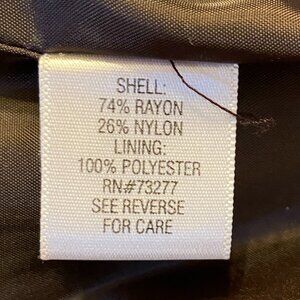 SHELL:
74% RAYON
26% NYLON
LINING:
100% POLYESTER
RN#73277
SEE REVERSE
FOR CARE